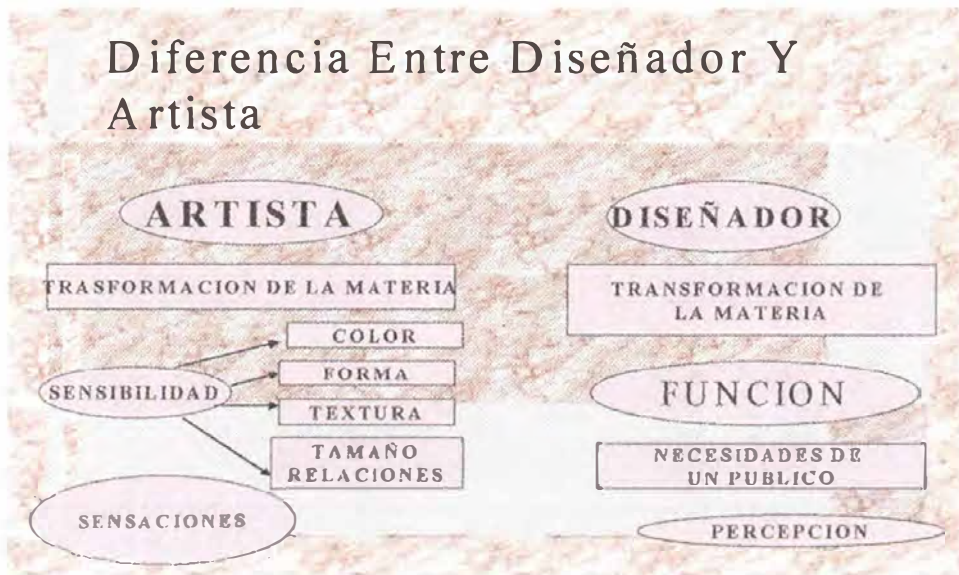 Diferencia Entre Diseñador Y
Artista
ARTISTA
TRASFORMACION DE LA MATERIA
SENSIBILIDAD
COLOR
FORMA
TEXTURA
TAMAÑO
RELACIONES
SENSACIONES
DISEÑADOR
TRANSFORMACION DE
LA MATERIA
FUNCION
NECESIDADES DE
UN PUBLICO
PERCEPCION